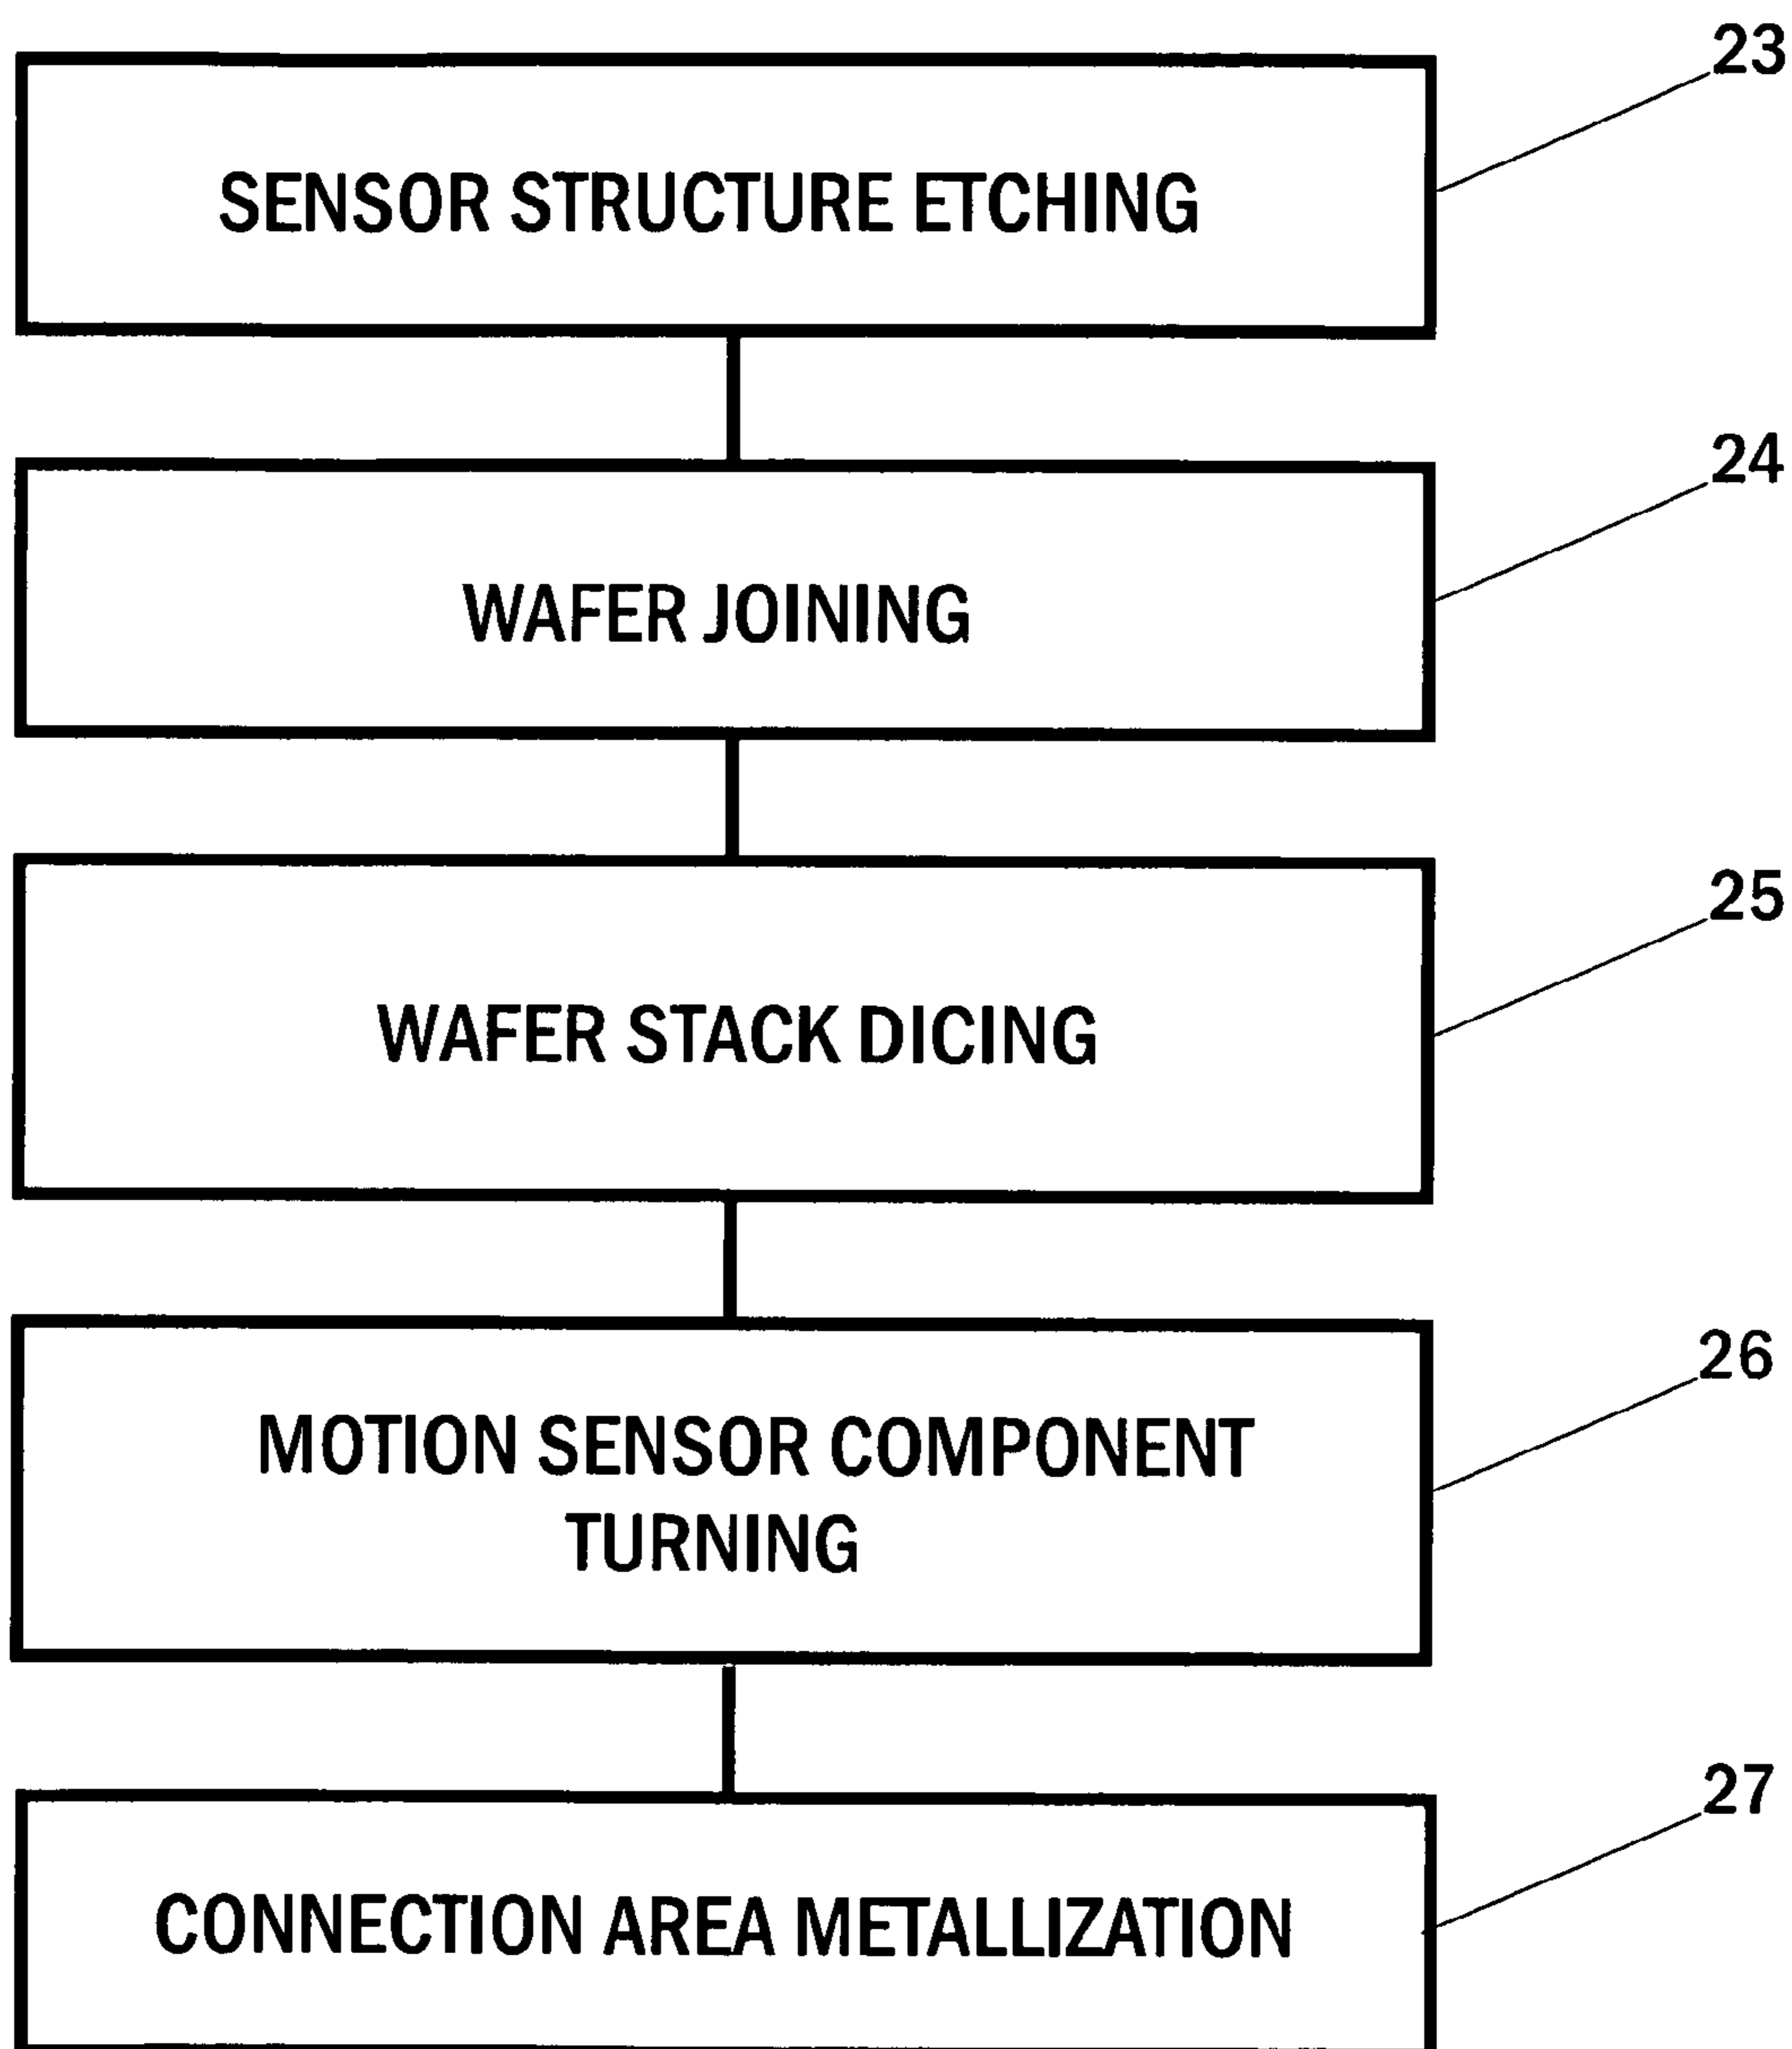 23
SENSOR STRUCTURE ETCHING
24
WAFER JOINING
25
WAFER STACK DICING
26
MOTION SENSOR COMPONENT
TURNING
27
CONNECTION AREA METALLIZATION